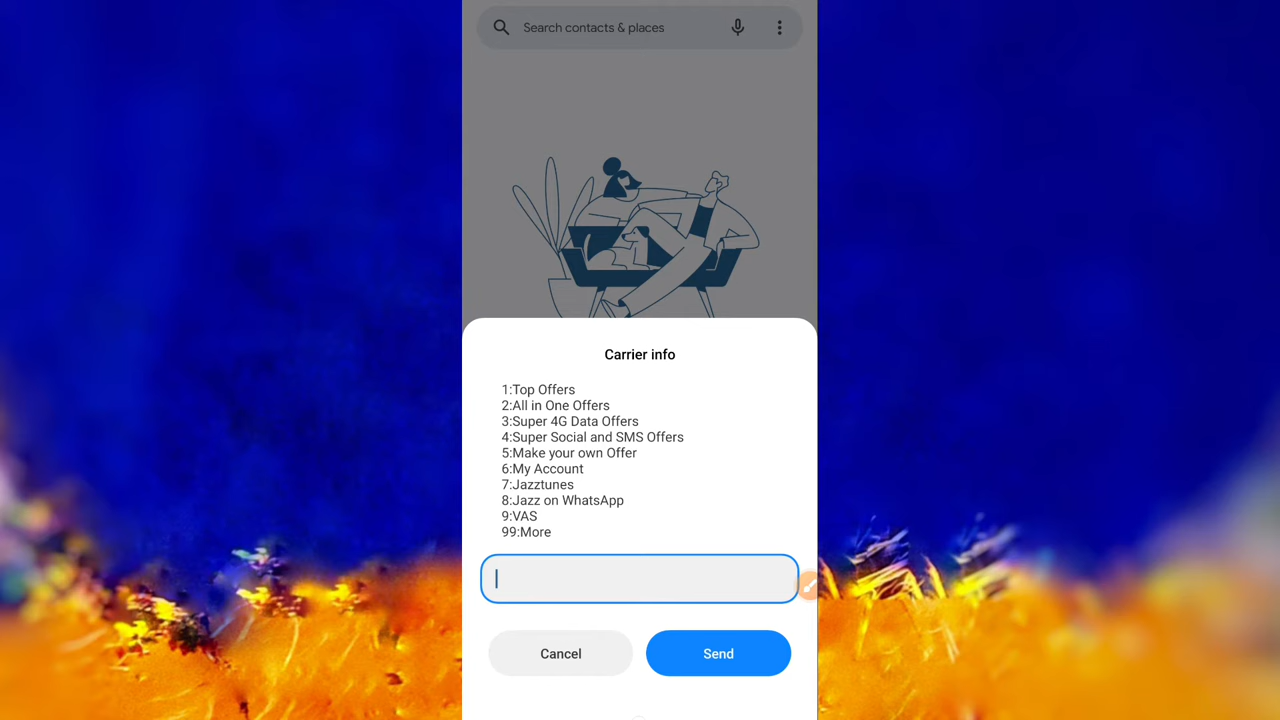 Search contacts & places
Carrier info
1:Top Offers
2:All in One Offers
3:Super 4G Data Offers
4:Super Social and SMS Offers
5:Make your own Offer
6:My Account
7:Jazztunes
8:Jazz on WhatsApp
9:VAS
99:More
Cancel
Send